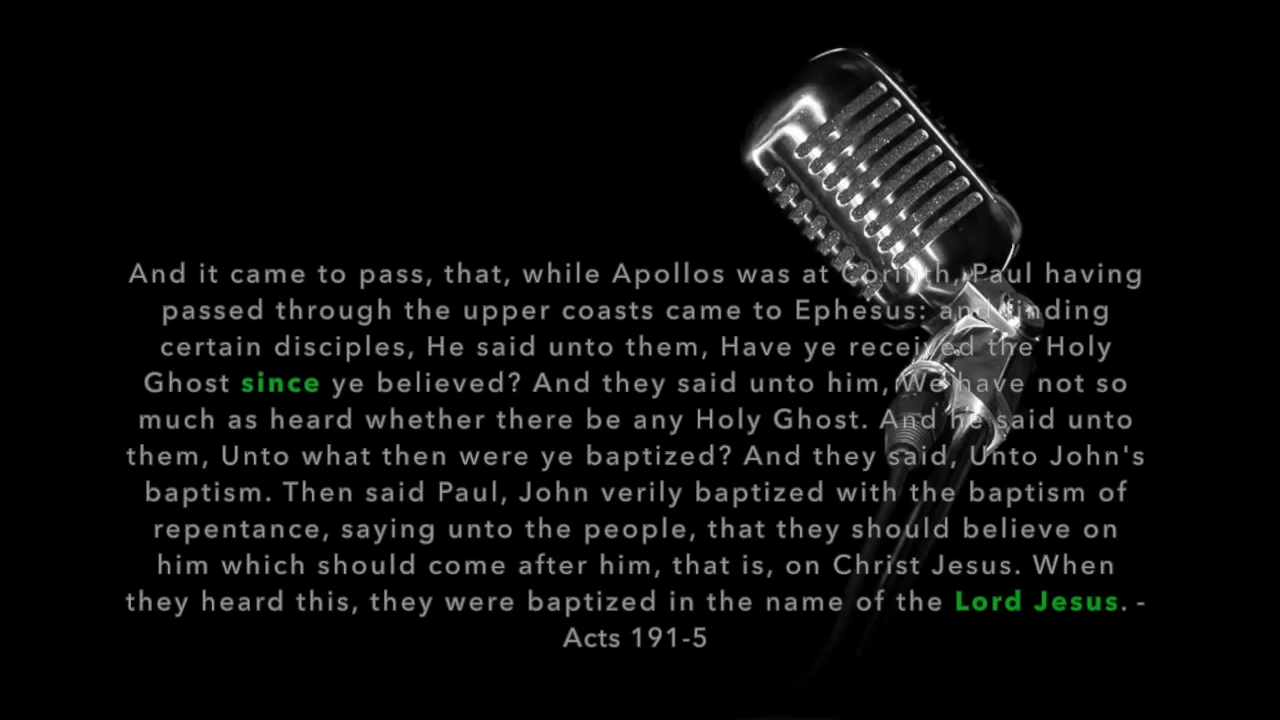 And it came to pass, that, while Apollos was at Corinth, Paul having
passed through the upper coasts came to Ephesus: and finding
certain disciples, He said unto them, Have ye received the Holy
Ghost since ye believed? And they said unto him, We have not so
much as heard whether there be any Holy Ghost. And he said unto
them, Unto what then were ye baptized? And they said, Unto John's
baptism. Then said Paul, John verily baptized with the baptism of
repentance, saying unto the people, that they should believe on
him which should come after him, that is, on Christ Jesus. When
they heard this, they were baptized in the name of the Lord Jesus. -
Acts 191-5